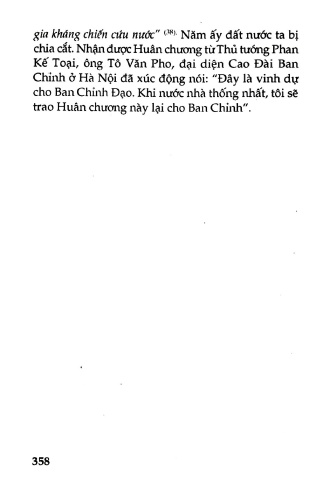 gia kháng chiến cứu nước” (38). Năm ấy đất nước ta bị
chia cắt. Nhận được Huân chương từ Thủ tướng Phan
Kế Toại, ông Tô Văn Pho, đại diện Cao Đài Ban
Chỉnh ở Hà Nội đã xúc động nói: “Đây là vinh dự
cho Ban Chỉnh Đạo. Khi nước nhà thống nhất, tôi sẽ
trao Huân chương này lại cho Ban Chỉnh”.
358